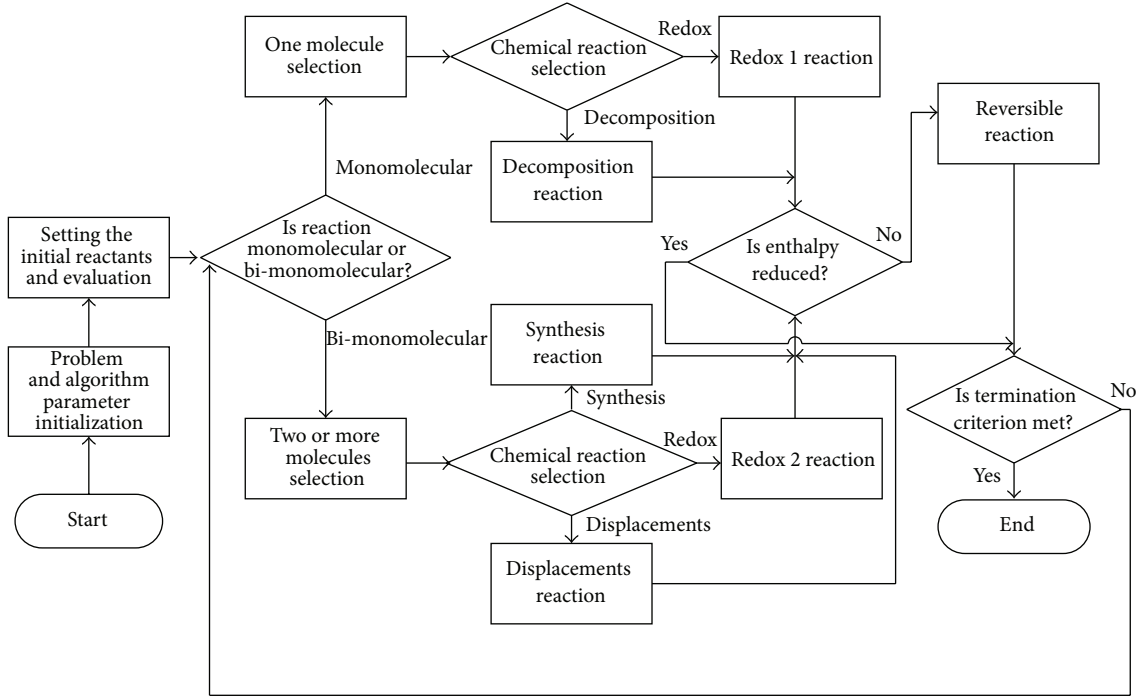 One molecule
selection
Chemical reaction
selection
Redox
Redox 1 reaction
Decomposition
Decomposition
reaction
Reversible
reaction
Monomolecular
Setting the
initial reactants
and evaluation
Is reaction
monomolecular or
bi-monomolecular?
Yes
Is enthalpy
reduced?
No
Bi-monomolecular
Synthesis
reaction
Synthesis
Problem
and algorithm
parameter
initialization
Two or more
molecules
selection
Chemical reaction
selection
Redox
Redox 2 reaction
Is termination
criterion met?
No
Yes
Start
End
Displacements
Displacements
reaction